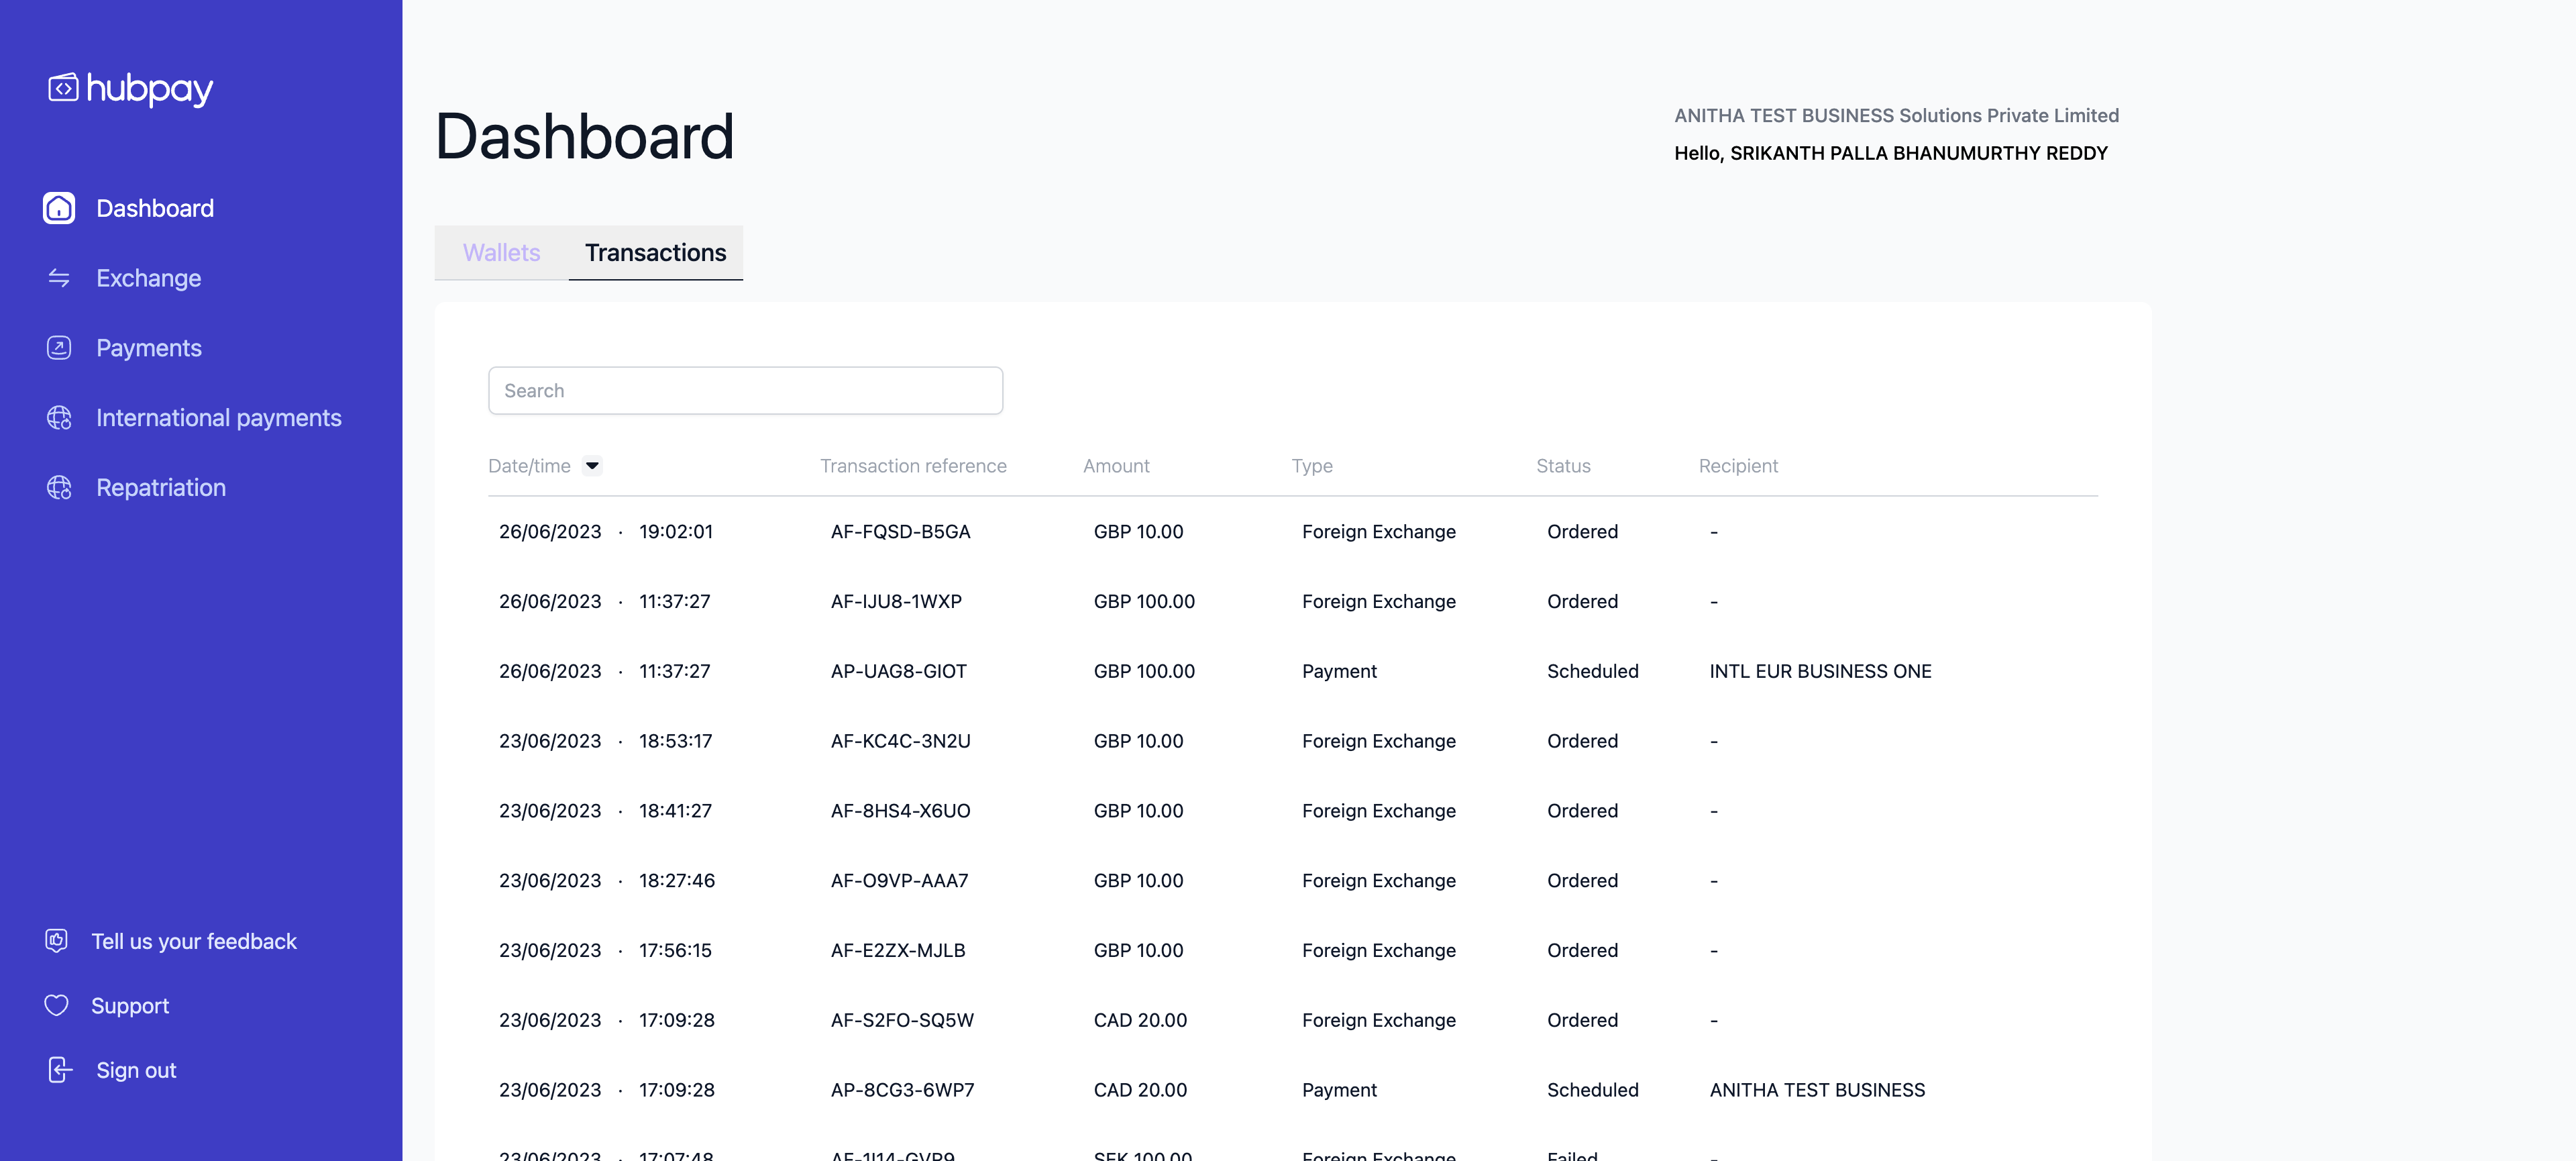 hubpay
Dashboard
Exchange
Payments
International payments
Repatriation
Tell us your feedback
Support
Sign out
Dashboard
ANITHA TEST BUSINESS Solutions Private Limited
Hello, SRIKANTH PALLA BHANUMURTHY REDDY
Wallets Transactions
Search
Date/time Transaction reference Amount Type Status Recipient
26/06/2023 · 19:02:01 AF-FQSD-B5GA GBP 10.00 Foreign Exchange Ordered -
26/06/2023 · 11:37:27 AF-IJU8-1WXP GBP 100.00 Foreign Exchange Ordered -
26/06/2023 · 11:37:27 AP-UAG8-GIOT GBP 100.00 Payment Scheduled INTL EUR BUSINESS ONE
23/06/2023 · 18:53:17 AF-KC4C-3N2U GBP 10.00 Foreign Exchange Ordered -
23/06/2023 · 18:41:27 AF-8HS4-X6UO GBP 10.00 Foreign Exchange Ordered -
23/06/2023 · 18:27:46 AF-O9VP-AAA7 GBP 10.00 Foreign Exchange Ordered -
23/06/2023 · 17:56:15 AF-E2ZX-MJLB GBP 10.00 Foreign Exchange Ordered -
23/06/2023 · 17:09:28 AF-S2FO-SQ5W CAD 20.00 Foreign Exchange Ordered -
23/06/2023 · 17:09:28 AP-8CG3-6WP7 CAD 20.00 Payment Scheduled ANITHA TEST BUSINESS
23/06/2023 · 17:07:48 SEK 100.00 Foreign Exchange Failed -